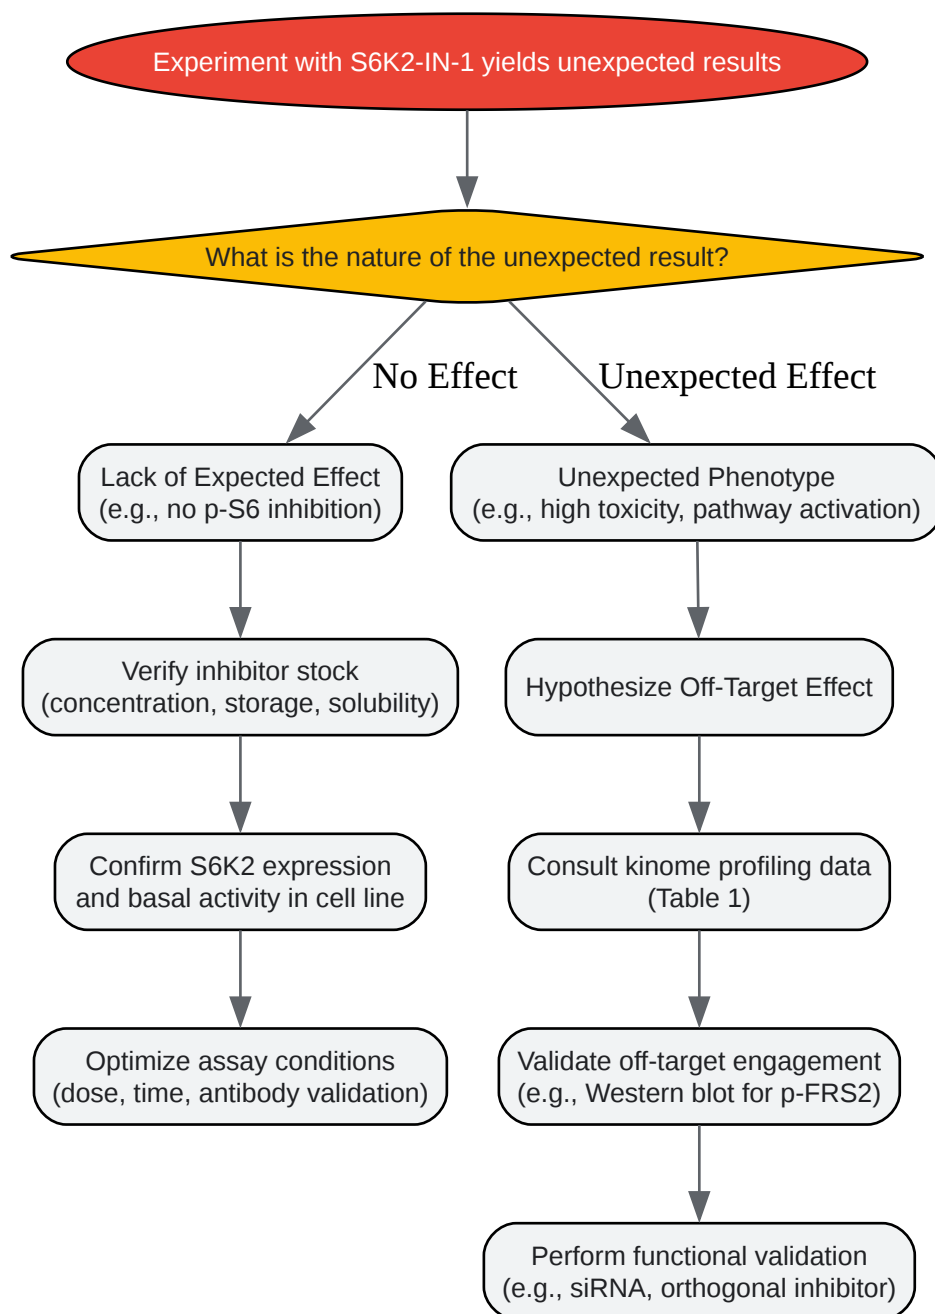 Experiment with S6K2-IN-1 yields unexpected results
What is the nature of the unexpected result?
No Effect
Unexpected Effect
Lack of Expected Effect
(e.g., no p-S6 inhibition)
Unexpected Phenotype
(e.g., high toxicity, pathway activation)
Verify inhibitor stock
(concentration, storage, solubility)
Hypothesize Off-Target Effect
Confirm S6K2 expression
and basal activity in cell line
Consult kinome profiling data
(Table 1)
Optimize assay conditions
(dose, time, antibody validation)
Validate off-target engagement
(e.g., Western blot for p-FRS2)
Perform functional validation
(e.g., siRNA, orthogonal inhibitor)